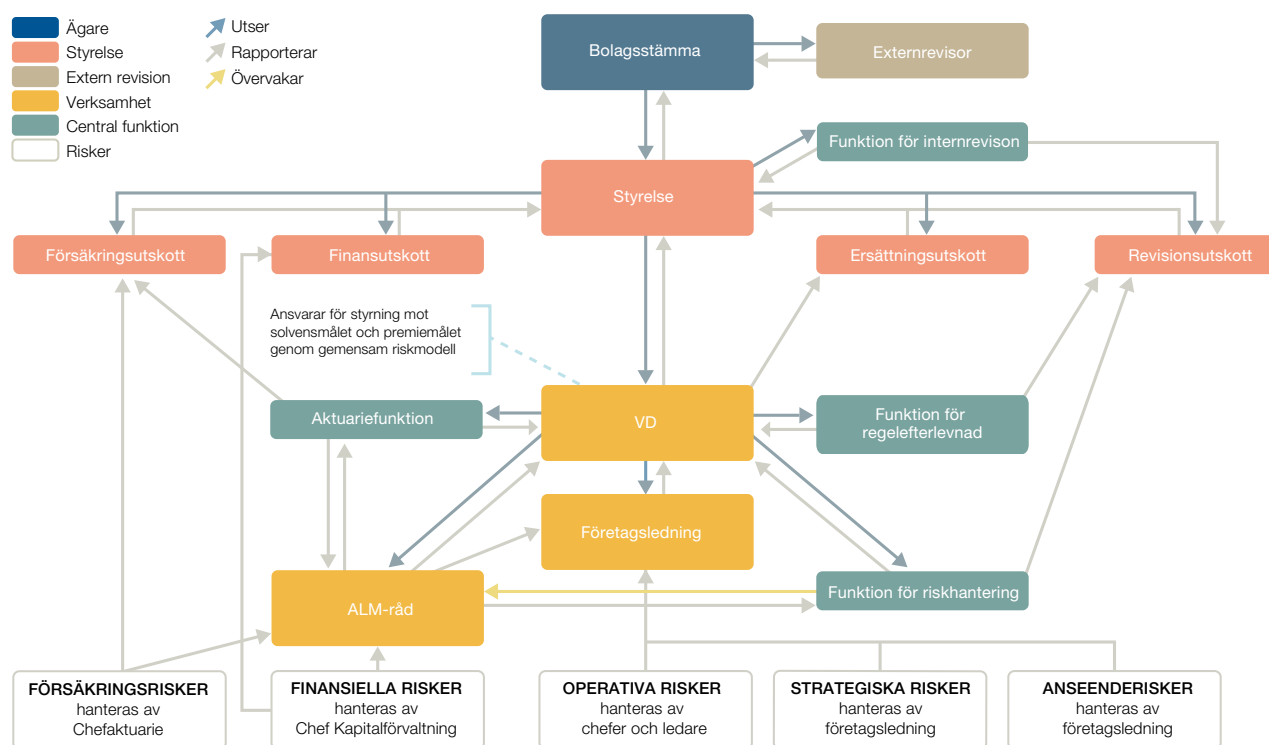 Ägare
Styrelse
Extern revision
Verksamhet
Central funktion
Risker
Utser
Rapporterar
Övervakar
Bolagsstämma
Externrevisor
Funktion för internrevison
Styrelse
Försäkringsutskott
Finansutskott
Ersättningsutskott
Revisionsutskott
Ansvarar för styrning mot
solvensmålet och premiemålet
genom gemensam riskmodell
Aktuariefunktion
VD
Funktion för
regelefterlevnad
Företagsledning
ALM-råd
Funktion för riskhantering
FÖRSÄKRINGSRISKER
hanteras av
Chefaktuarie
FINANSIELLA RISKER
hanteras av
Chef Kapitalförvaltning
OPERATIVA RISKER
hanteras av
chefer och ledare
STRATEGISKA RISKER
hanteras av
företagsledning
ANSEENDERISKER
hanteras av
företagsledning